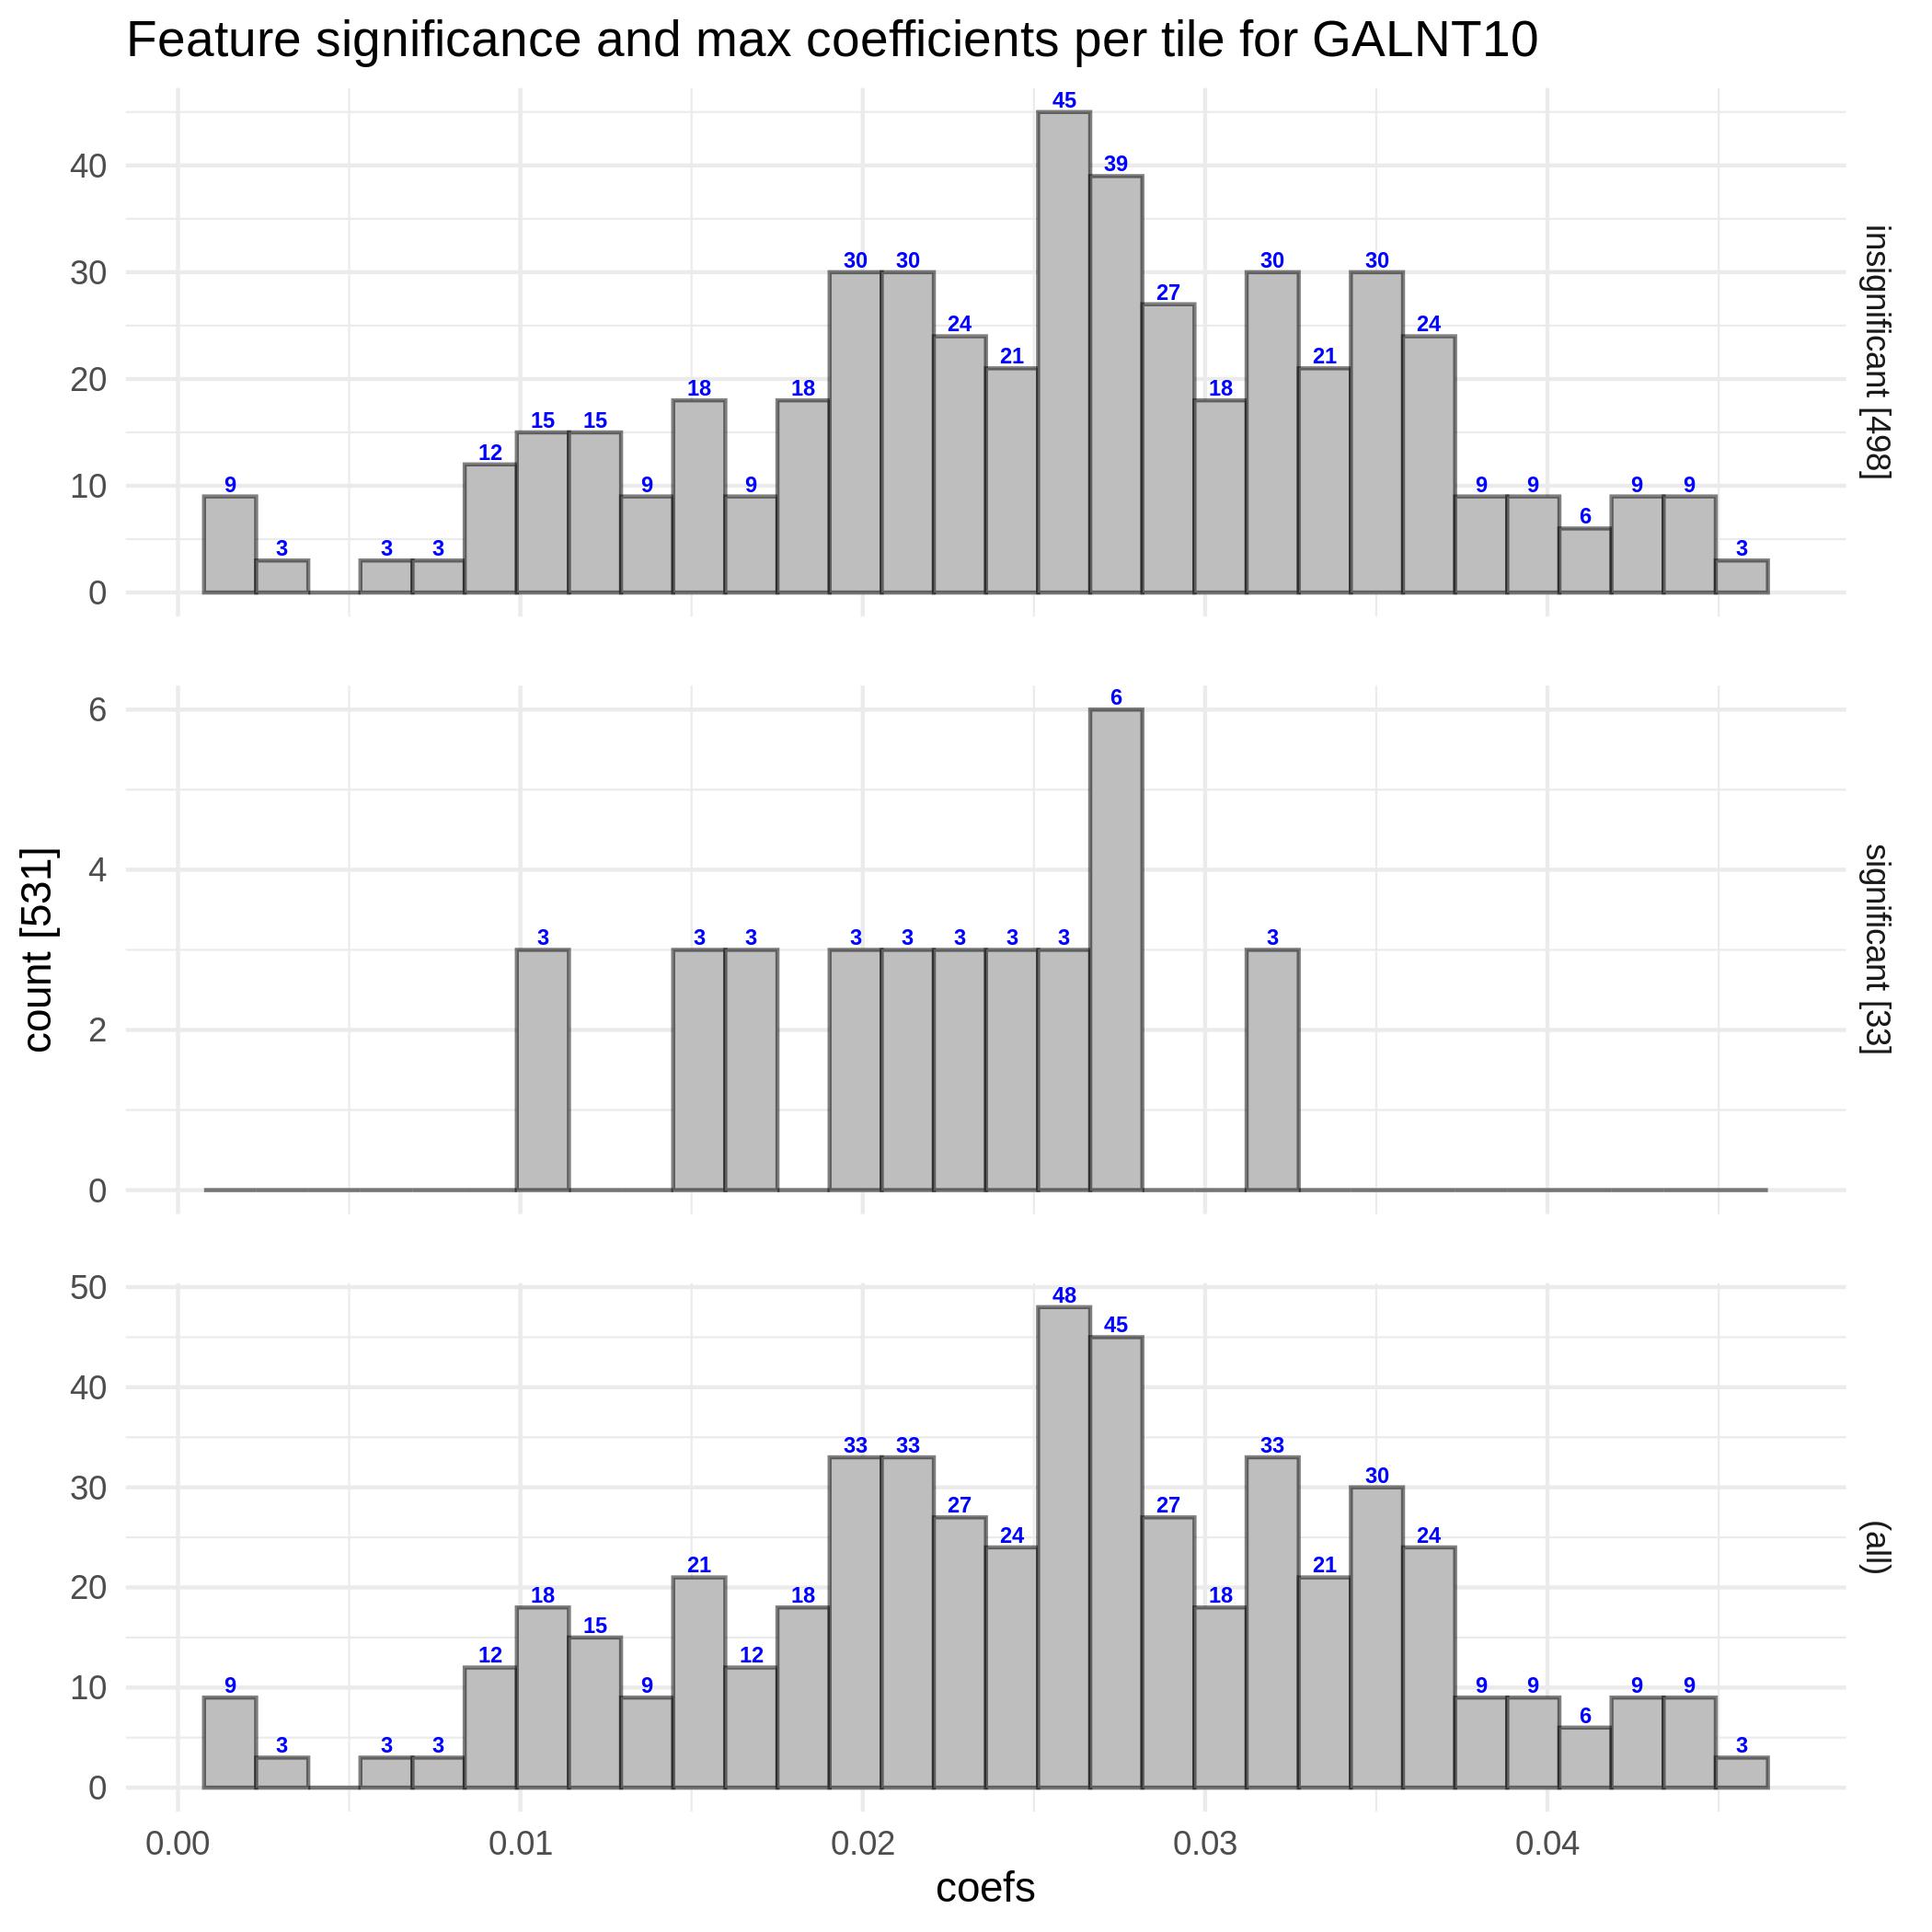 Feature significance and max coefficients per tile for GALNT10
45
40
39
30
30 30 30 30
27
24 24
21 21
20
18 18 18
15 15
12
10
9 9 9 9 9 9 9
6
3 3 3 3
0
insignificant [498]
6
6
4
3 3 3 3 3 3 3 3 3
2
0
significant [33]
count [531]
50
48
45
40
33 33 33
30
30
27 27
24 24
21 21
20
18 18 18
15
12 12
10
9 9 9 9 9 9
6
3 3 3 3
0
(all)
0.00 0.01 0.02 0.03 0.04
coefs